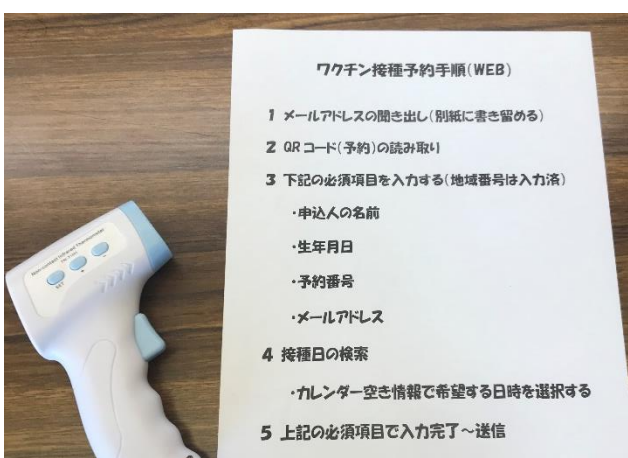 ワクチン接種予約手順(WEB)
1 メールアドレスの聞き出し(別紙に書き留める)
2 QRコード(予約)の読み取り
3 下記の必須項目を入力する(地域番号は入力済)
・申込人の名前
・生年月日
・予約番号
・メールアドレス
4 接種日の検索
・カレンダー空き情報で希望する日時を選択する
5 上記の必須項目で入力完了～送信
Non-contact Infrared Thermometer
SET
+
-